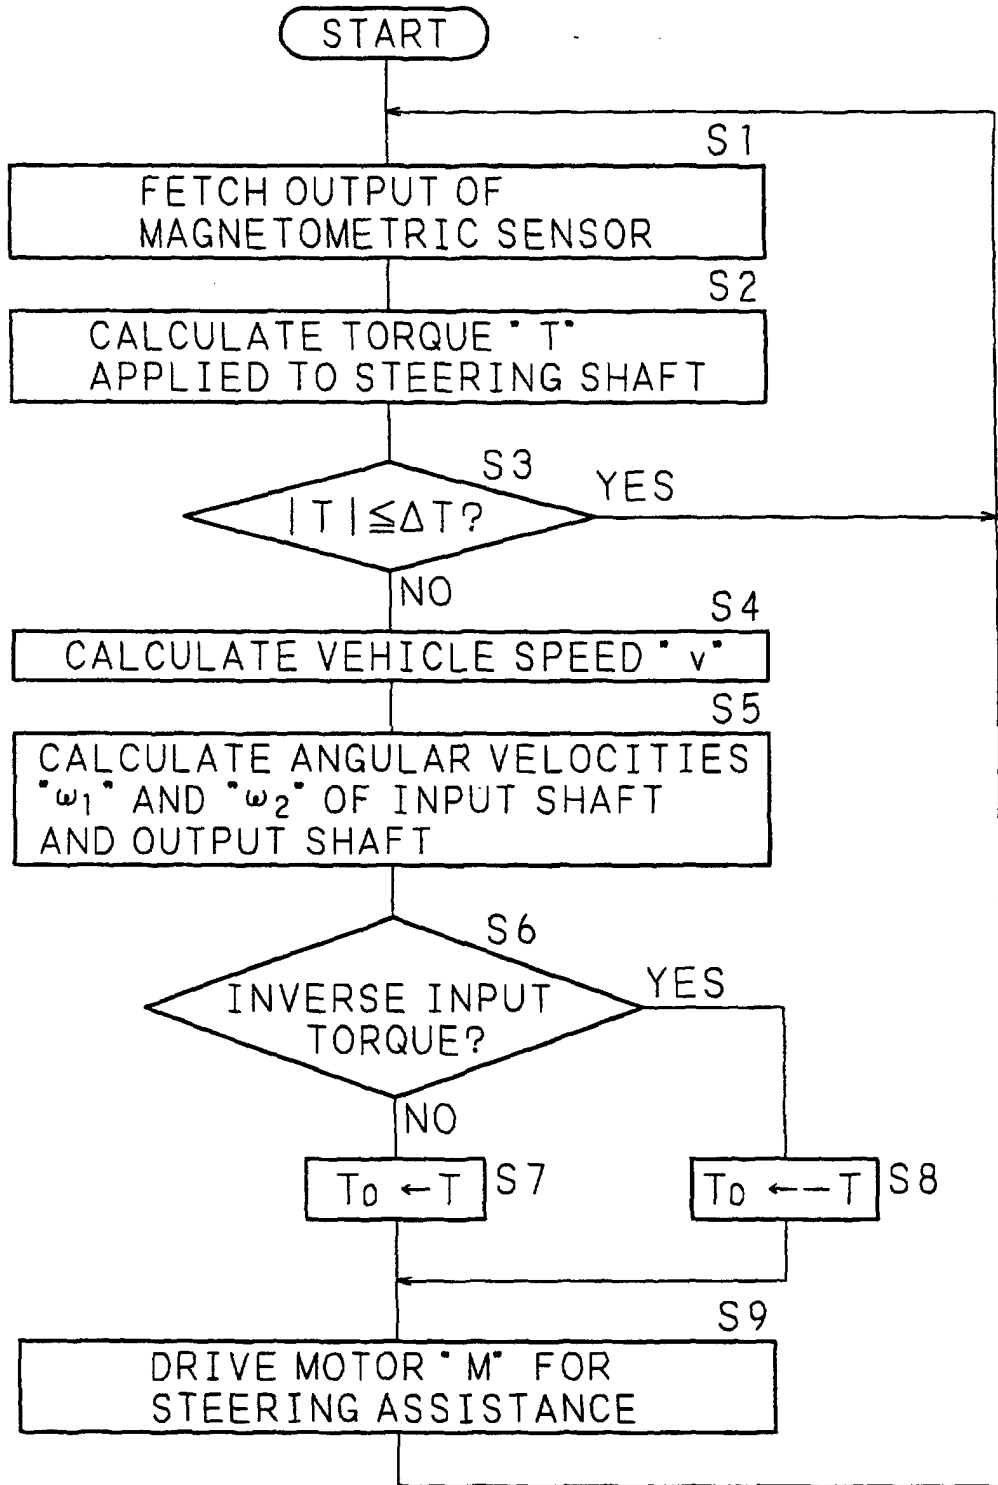 START
S1
FETCH OUTPUT OF
MAGNETOMETRIC SENSOR
S2
CALCULATE TORQUE "T"
APPLIED TO STEERING SHAFT
S3
|T|≦ΔT?
YES
NO
S4
CALCULATE VEHICLE SPEED "v"
S5
CALCULATE ANGULAR VELOCITIES
"ω1" AND "ω2" OF INPUT SHAFT
AND OUTPUT SHAFT
S6
INVERSE INPUT
TORQUE?
YES
NO
T0 ←T
S7
T0 ←−T
S8
S9
DRIVE MOTOR "M" FOR
STEERING ASSISTANCE